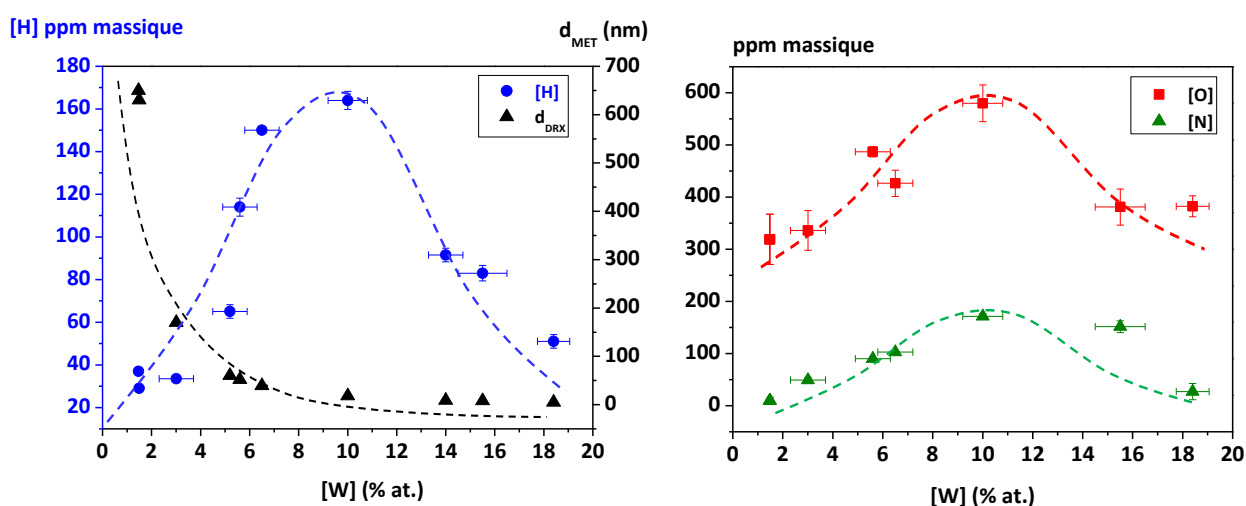 [H] ppm massique
d_MET (nm)
180
160
140
120
100
80
60
40
20
700
600
500
400
300
200
100
0
[H]
d_DRX
0 2 4 6 8 10 12 14 16 18 20
[W] (% at.)
ppm massique
600
500
400
300
200
100
0
[O]
[N]
0 2 4 6 8 10 12 14 16 18 20
[W] (% at.)